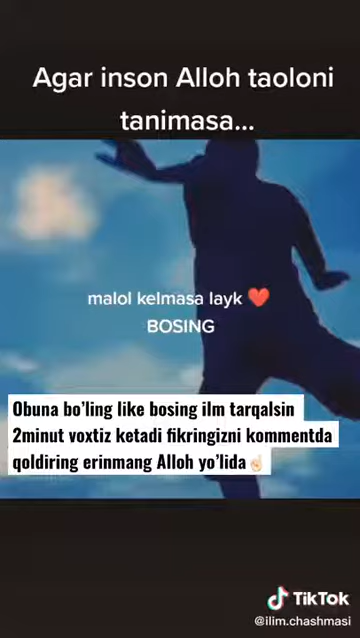 Agar inson Alloh taoloni
tanimasa...
malol kelmasa layk ❤️
BOSING
Obuna bo’ling like bosing ilm tarqalsin
2minut voxtiz ketadi fikringizni kommentda
qoldiring erinmang Alloh yo’lida☝🏻
TikTok
@ilim.chashmasi